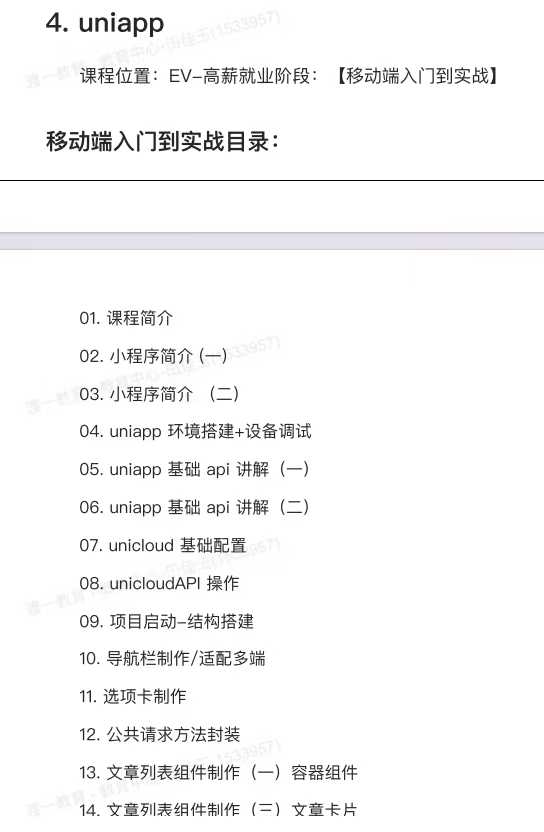 4. uniapp
课程位置：EV-高薪就业阶段：【移动端入门到实战】
移动端入门到实战目录：
01. 课程简介
02. 小程序简介 (一)
03. 小程序简介 （二）
04. uniapp 环境搭建+设备调试
05. uniapp 基础 api 讲解（一）
06. uniapp 基础 api 讲解（二）
07. unicloud 基础配置
08. unicloudAPI 操作
09. 项目启动-结构搭建
10. 导航栏制作/适配多端
11. 选项卡制作
12. 公共请求方法封装
13. 文章列表组件制作（一）容器组件
14. 文章列表组件制作（三）文章卡片